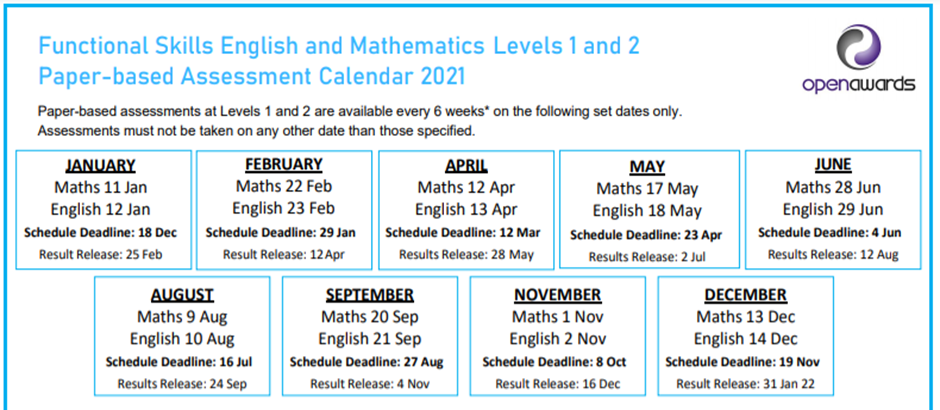 Functional Skills English and Mathematics Levels 1 and 2
Paper-based Assessment Calendar 2021
openawards
Paper-based assessments at Levels 1 and 2 are available every 6 weeks* on the following set dates only.
Assessments must not be taken on any other date than those specified.
JANUARY
Maths 11 Jan
English 12 Jan
Schedule Deadline: 18 Dec
Result Release: 25 Feb
FEBRUARY
Maths 22 Feb
English 23 Feb
Schedule Deadline: 29 Jan
Result Release: 12 Apr
APRIL
Maths 12 Apr
English 13 Apr
Schedule Deadline: 12 Mar
Result Release: 28 May
MAY
Maths 17 May
English 18 May
Schedule Deadline: 23 Apr
Results Release: 2 Jul
JUNE
Maths 28 Jun
English 29 Jun
Schedule Deadline: 4 Jun
Results Release: 12 Aug
AUGUST
Maths 9 Aug
English 10 Aug
Schedule Deadline: 16 Jul
Results Release: 24 Sep
SEPTEMBER
Maths 20 Sep
English 21 Sep
Schedule Deadline: 27 Aug
Results Release: 4 Nov
NOVEMBER
Maths 1 Nov
English 2 Nov
Schedule Deadline: 8 Oct
Results Release: 16 Dec
DECEMBER
Maths 13 Dec
English 14 Dec
Schedule Deadline: 19 Nov
Results Release: 31 Jan 22